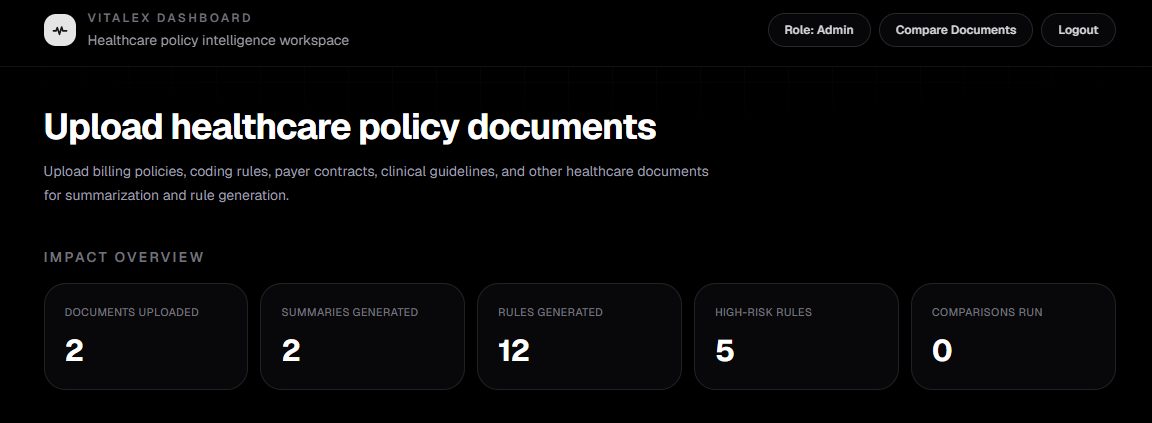 VITALEX DASHBOARD
Healthcare policy intelligence workspace
Role: Admin
Compare Documents
Logout
Upload healthcare policy documents
Upload billing policies, coding rules, payer contracts, clinical guidelines, and other healthcare documents
for summarization and rule generation.
IMPACT OVERVIEW
DOCUMENTS UPLOADED
2
SUMMARIES GENERATED
2
RULES GENERATED
12
HIGH-RISK RULES
5
COMPARISONS RUN
0